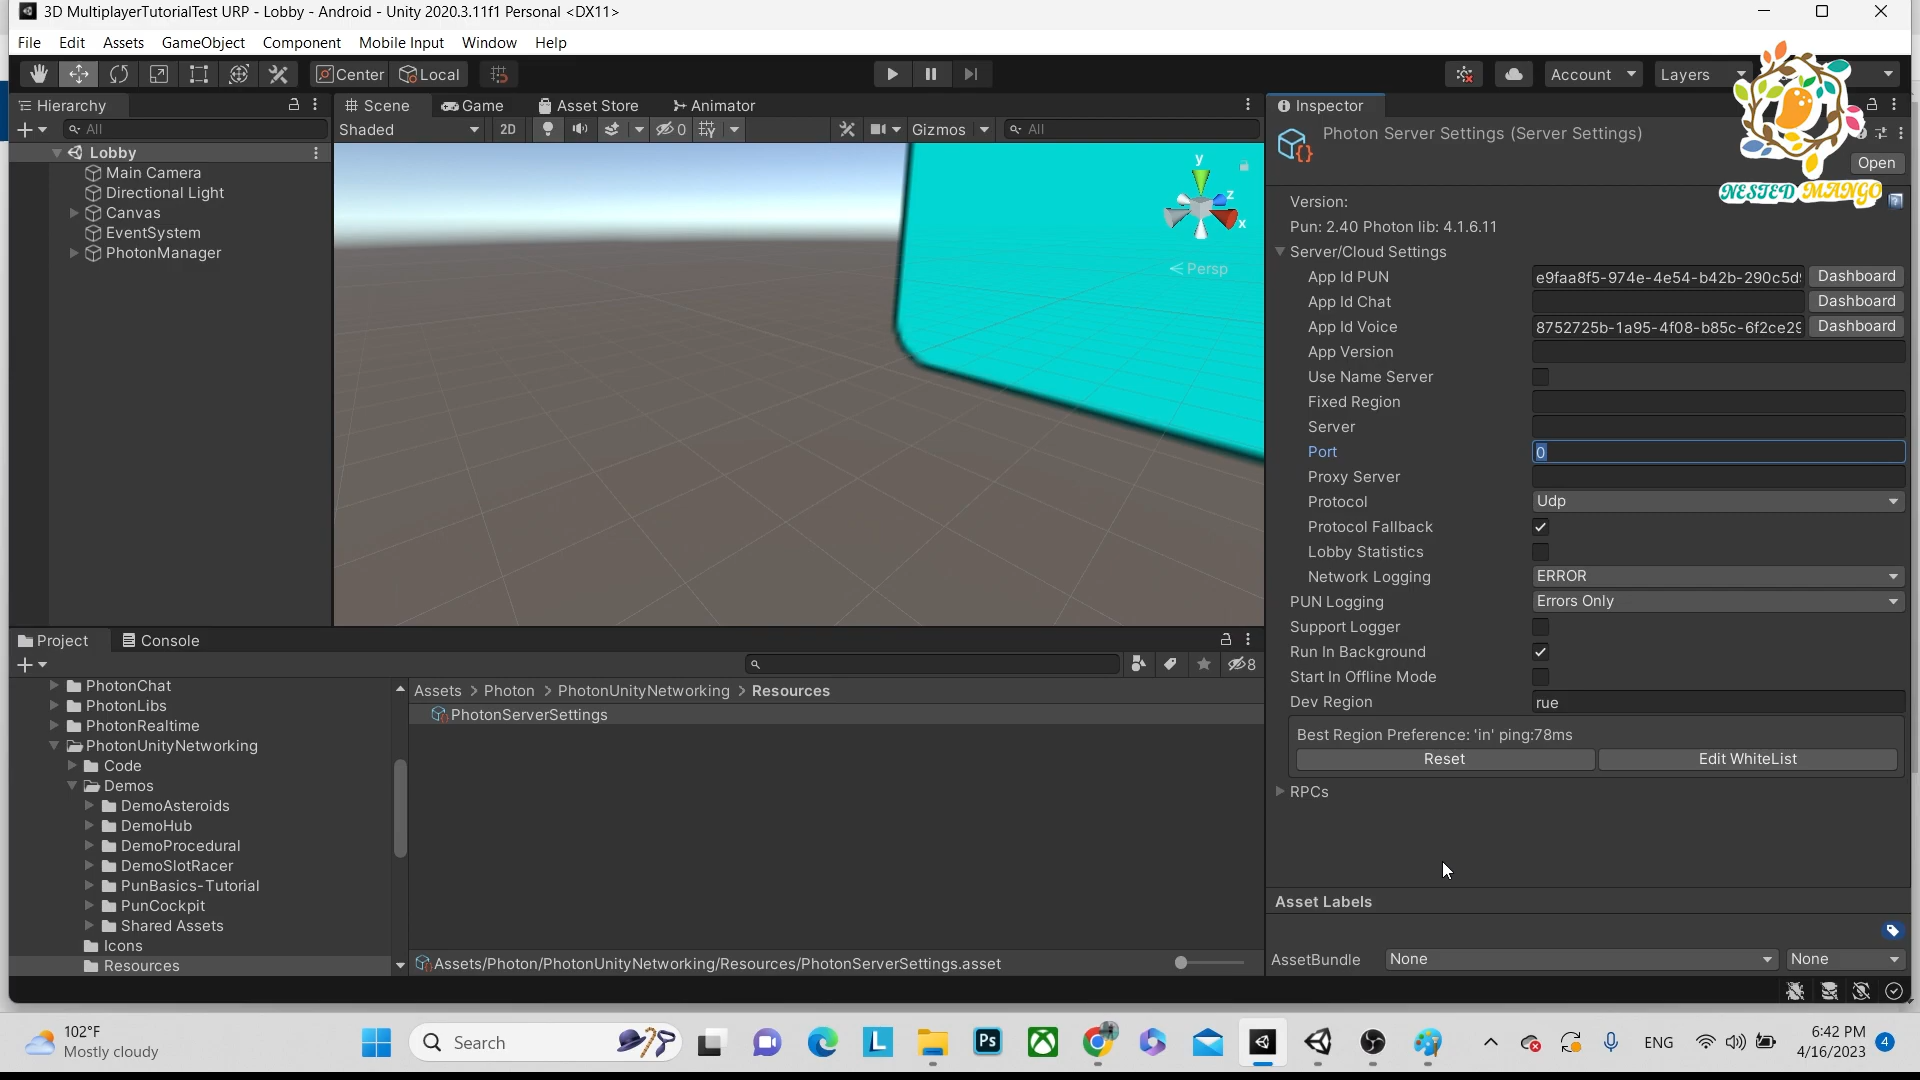 3D MultiplayerTutorialTest URP - Lobby - Android - Unity 2020.3.11f1 Personal <DX11>
File Edit Assets GameObject Component Mobile Input Window Help
Center Local Account Layers
NESTED MANGO
Hierarchy
All
Lobby
Main Camera
Directional Light
Canvas
EventSystem
PhotonManager
Scene Game Asset Store Animator
Shaded 2D 0 Gizmos All
y
z
x
Persp
Inspector
Photon Server Settings (Server Settings)
Open
Version:
Pun: 2.40 Photon lib: 4.1.6.11
Server/Cloud Settings
App Id PUN e9faa8f5-974e-4e54-b42b-290c5d Dashboard
App Id Chat Dashboard
App Id Voice 8752725b-1a95-4f08-b85c-6f2ce29 Dashboard
App Version
Use Name Server
Fixed Region
Server
Port 0
Proxy Server
Protocol Udp
Protocol Fallback
Lobby Statistics
Network Logging ERROR
PUN Logging Errors Only
Support Logger
Run In Background
Start In Offline Mode
Dev Region rue
Best Region Preference: 'in' ping:78ms
Reset Edit WhiteList
RPCs
Asset Labels
AssetBundle None None
Project Console
8
PhotonChat
PhotonLibs
PhotonRealtime
PhotonUnityNetworking
Code
Demos
DemoAsteroids
DemoHub
DemoProcedural
DemoSlotRacer
PunBasics-Tutorial
PunCockpit
Shared Assets
Icons
Resources
Assets > Photon > PhotonUnityNetworking > Resources
PhotonServerSettings
Assets/Photon/PhotonUnityNetworking/Resources/PhotonServerSettings.asset
102°F
Mostly cloudy
Search
L
Ps
ENG
6:42 PM
4/16/2023
4